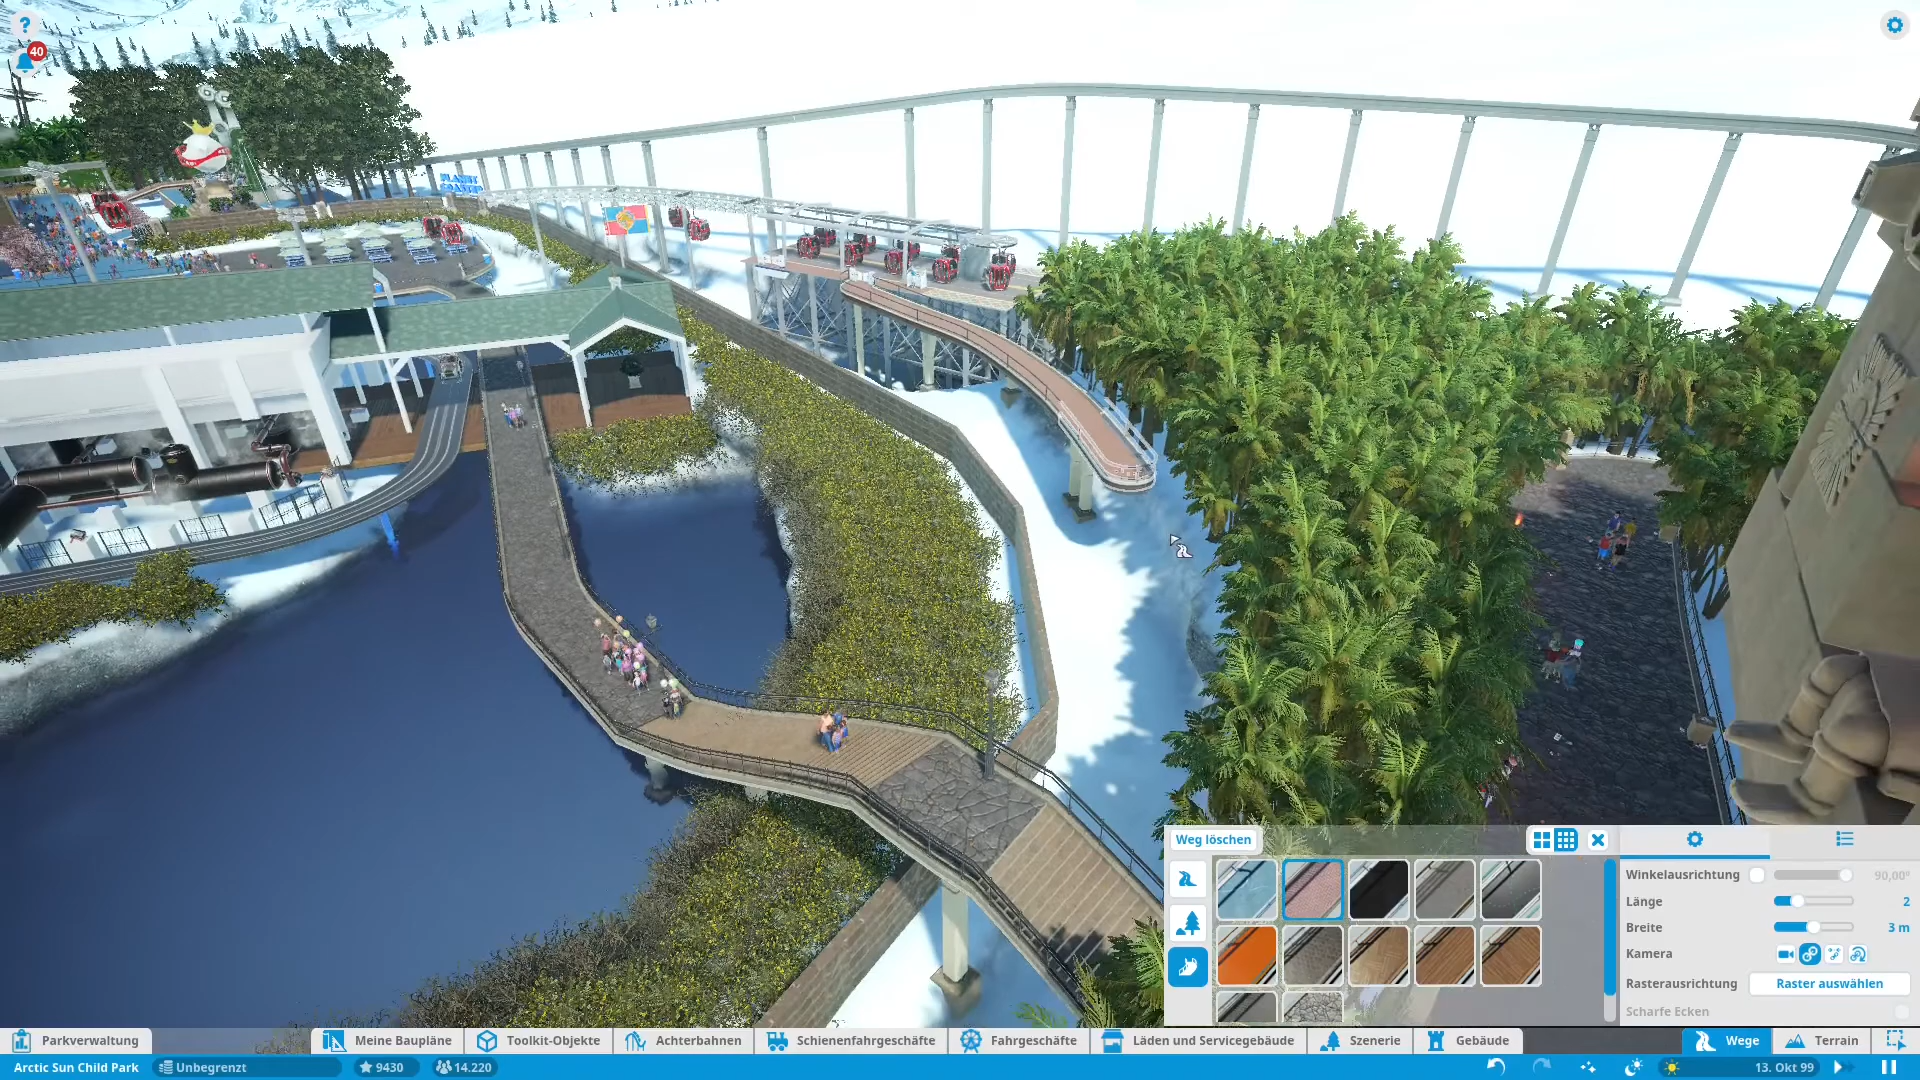 ?
40
PLANET
COASTER
Weg löschen
Winkelausrichtung 90,00°
Länge 2
Breite 3 m
Kamera
Rasterausrichtung Raster auswählen
Scharfe Ecken
Parkverwaltung Meine Baupläne Toolkit-Objekte Achterbahnen Schienenfahrgeschäfte Fahrgeschäfte Läden und Servicegebäude Szenerie Gebäude Wege Terrain
Arctic Sun Child Park Unbegrenzt 9430 14.220 13. Okt 99